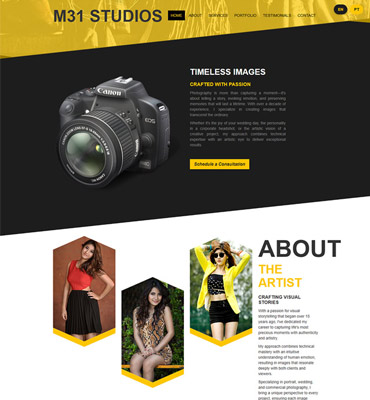 M31 STUDIOS
HOME ABOUT SERVICES PORTFOLIO TESTIMONIALS CONTACT
EN PT
TIMELESS IMAGES
CRAFTED WITH PASSION
Photography is more than capturing a moment—it's
about telling a story, evoking emotion, and preserving
memories that will last a lifetime. With over a decade of
experience, I specialize in creating images that
transcend the ordinary.
Whether it's the joy of your wedding day, the personality
in a corporate headshot, or the artistic vision of a
creative project, my approach combines technical
expertise with an artistic eye to deliver exceptional
results.
Schedule a Consultation
Canon
EOS
ABOUT
THE
ARTIST
CRAFTING VISUAL
STORIES
With a passion for visual
storytelling that began over 15
years ago, I've dedicated my
career to capturing life's most
precious moments with authenticity
and artistry.
My approach combines technical
mastery with an intuitive
understanding of human emotion,
resulting in images that resonate
deeply with both clients and
viewers.
Specializing in portrait, wedding,
and commercial photography, I
bring a unique perspective to every
project, ensuring each image